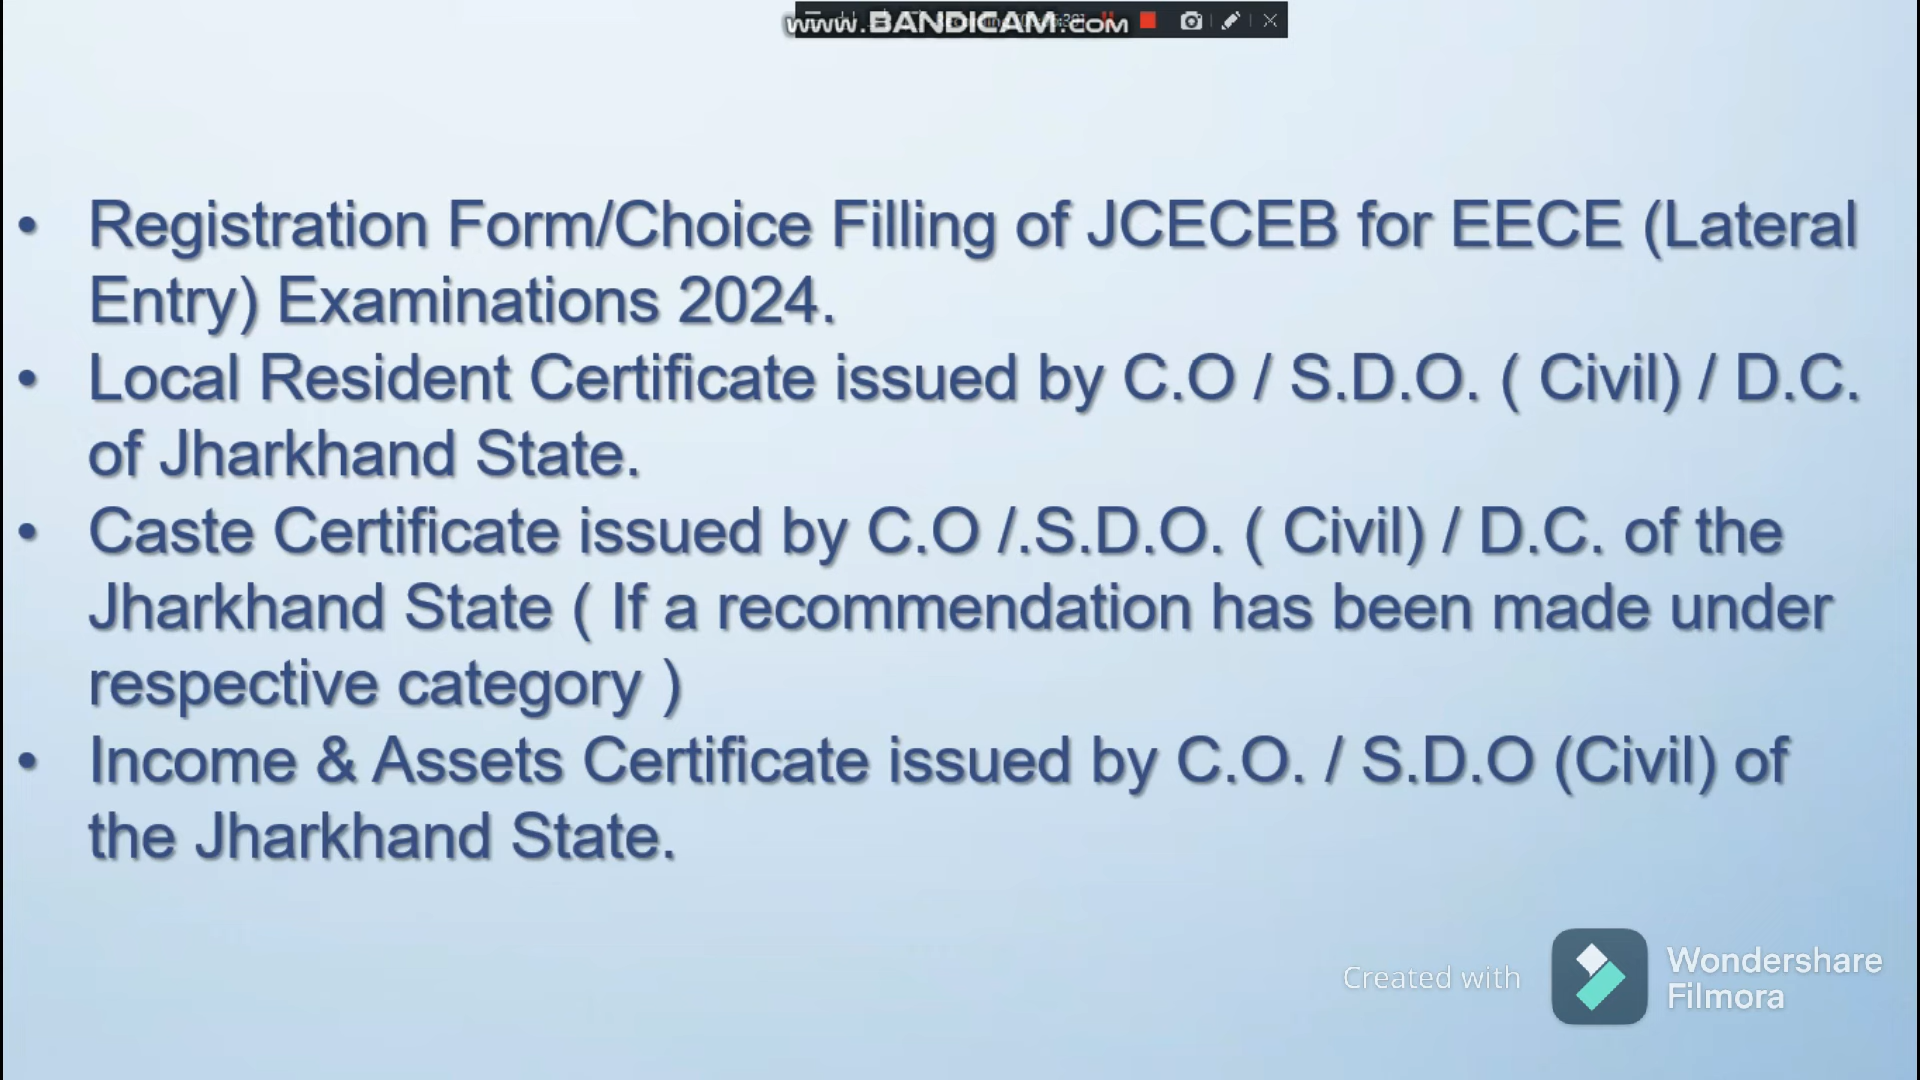 www.BANDICAM.com
• Registration Form/Choice Filling of JCECEB for EECE (Lateral
Entry) Examinations 2024.
• Local Resident Certificate issued by C.O / S.D.O. ( Civil) / D.C.
of Jharkhand State.
• Caste Certificate issued by C.O /.S.D.O. ( Civil) / D.C. of the
Jharkhand State ( If a recommendation has been made under
respective category )
• Income & Assets Certificate issued by C.O. / S.D.O (Civil) of
the Jharkhand State.
Created with
Wondershare
Filmora